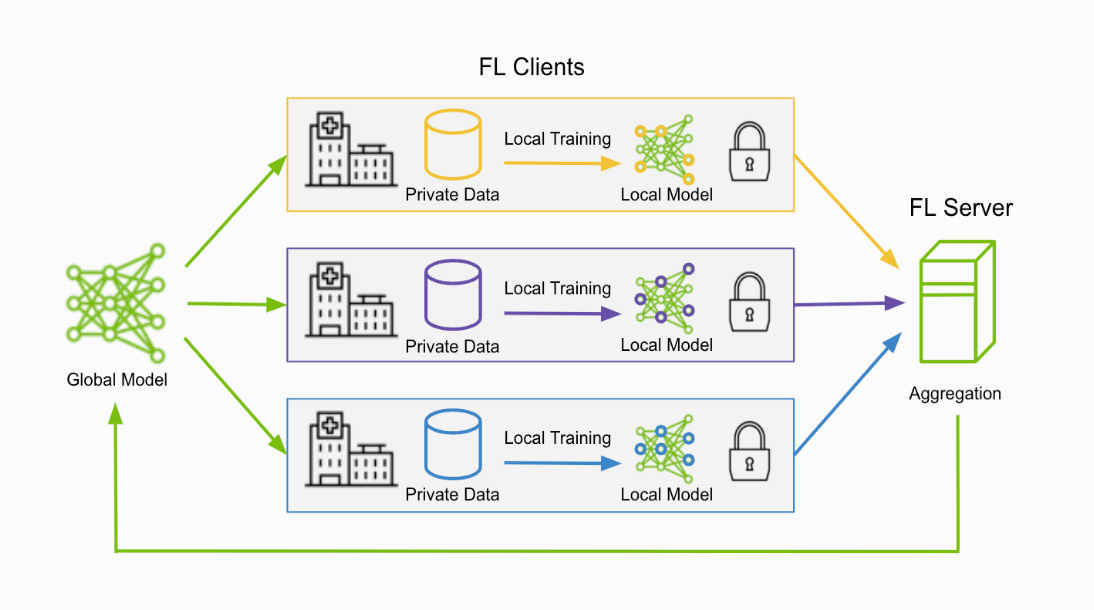 FL Clients
Local Training
Private Data
Local Model
FL Server
Local Training
Private Data
Local Model
Global Model
Aggregation
Local Training
Private Data
Local Model